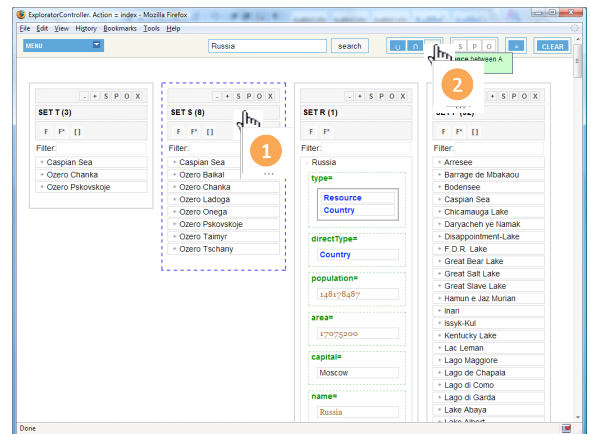 ExploratorController. Action = index - Mozilla Firefox
File Edit View History Bookmarks Tools Help
MENU
Russia
search
∪ ∩
S P O
=
CLEAR
between A
2
- + S P O X
SET T (3)
F F* [ ]
Filter:
+ Caspian Sea
+ Ozero Chanka
+ Ozero Pskovskoje
- + S P O X
SET S (8)
F F* [ ]
1
Filter:
+ Caspian Sea
+ Ozero Baikal ...
+ Ozero Chanka
+ Ozero Ladoga
+ Ozero Onega
+ Ozero Pskovskoje
+ Ozero Taimyr
+ Ozero Tschany
- + S P O X
SET R (1)
F F*
Filter:
- Russia
type=
Resource
Country
directType=
Country
population=
148178487
area=
17075200
capital=
Moscow
name=
Russia
S P O X
F F* [ ]
Filter:
+ Arresee
+ Barrage de Mbakaou
+ Bodensee
+ Caspian Sea
+ Chicamauga Lake
+ Daryacheh ye Namak
+ Disappointment-Lake
+ F.D.R. Lake
+ Great Bear Lake
+ Great Salt Lake
+ Great Slave Lake
+ Hamun e Jaz Murian
+ Inari
+ Issyk-Kul
+ Kentucky Lake
+ Lac Leman
+ Lago Maggiore
+ Lago de Chapala
+ Lago di Como
+ Lago di Garda
+ Lake Abaya
+ Lake Albert
Done